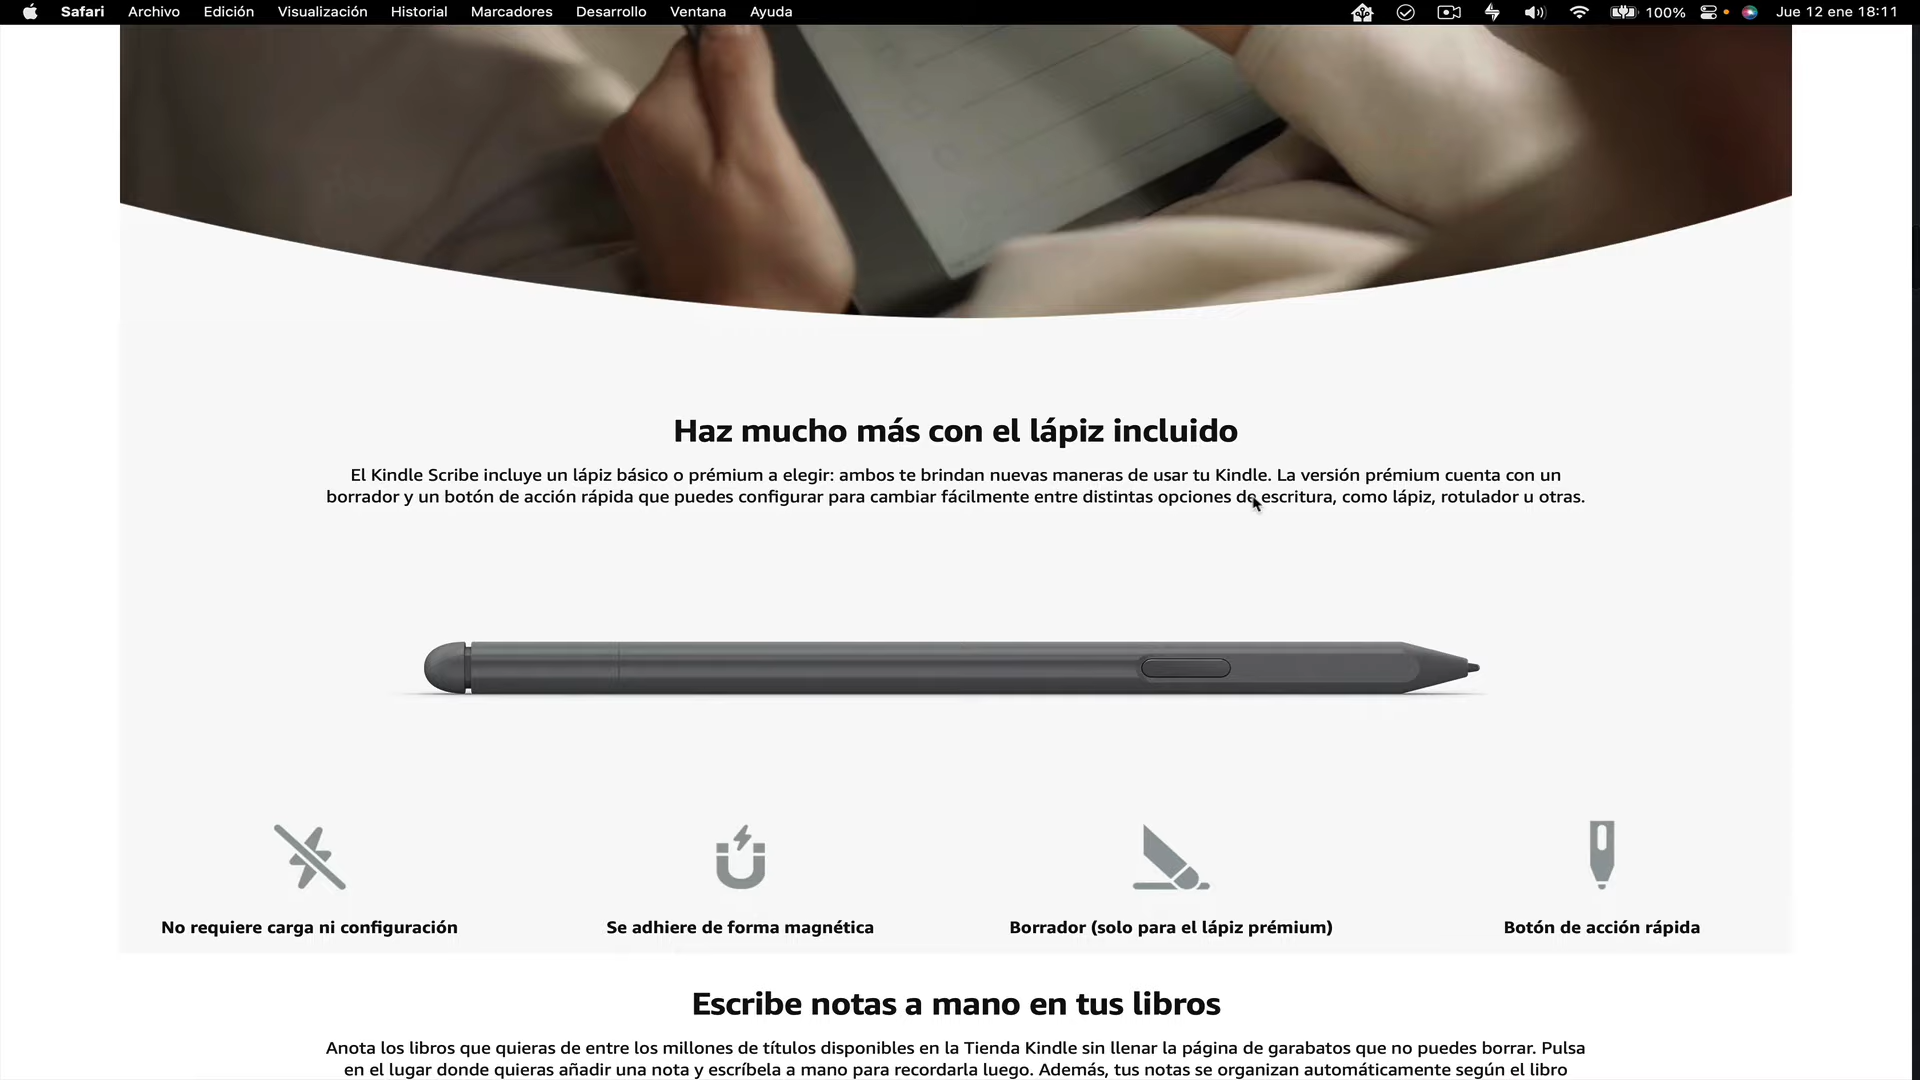 Safari Archivo Edición Visualización Historial Marcadores Desarrollo Ventana Ayuda 100% Jue 12 ene 18:11
Haz mucho más con el lápiz incluido
El Kindle Scribe incluye un lápiz básico o prémium a elegir: ambos te brindan nuevas maneras de usar tu Kindle. La versión prémium cuenta con un
borrador y un botón de acción rápida que puedes configurar para cambiar fácilmente entre distintas opciones de escritura, como lápiz, rotulador u otras.
No requiere carga ni configuración
Se adhiere de forma magnética
Borrador (solo para el lápiz prémium)
Botón de acción rápida
Escribe notas a mano en tus libros
Anota los libros que quieras de entre los millones de títulos disponibles en la Tienda Kindle sin llenar la página de garabatos que no puedes borrar. Pulsa
en el lugar donde quieras añadir una nota y escríbela a mano para recordarla luego. Además, tus notas se organizan automáticamente según el libro